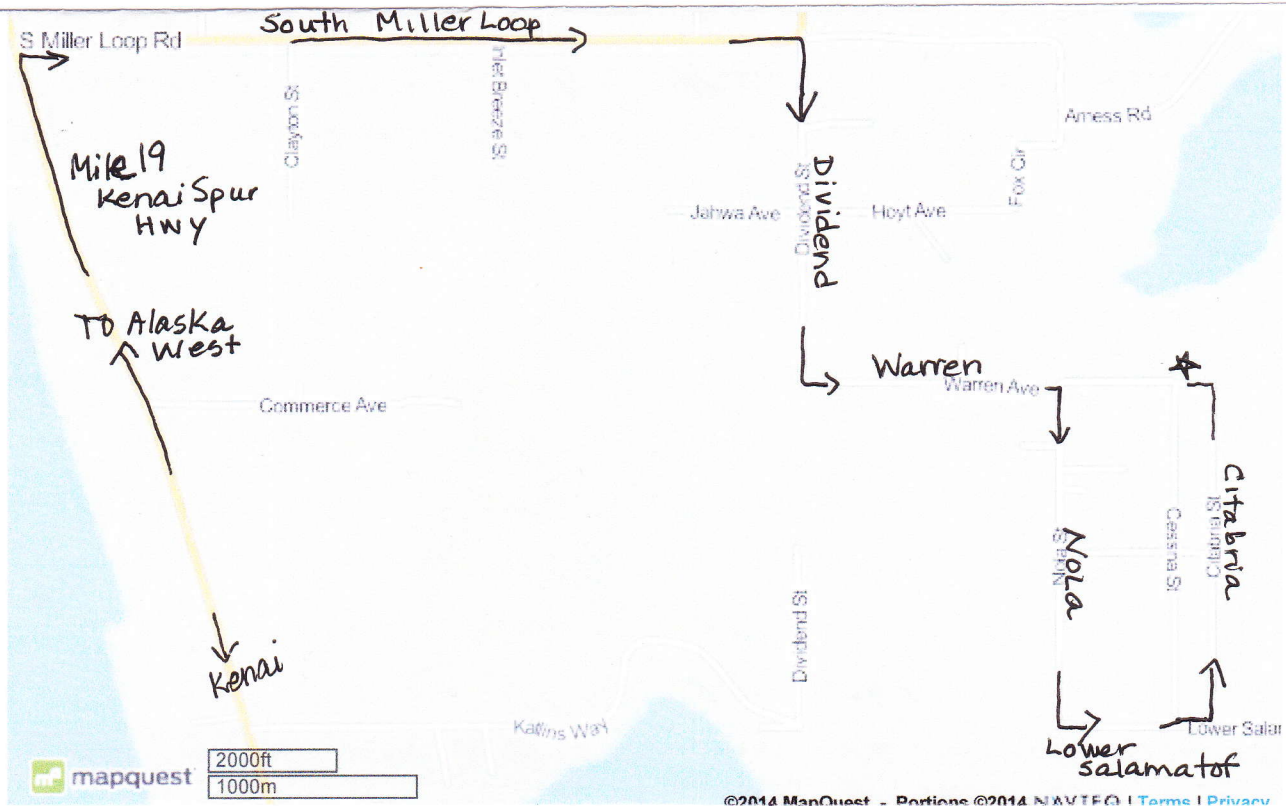 South Miller Loop
S Miller Loop Rd
Clayton St
Inlet Breeze St
Arness Rd
Mile 19
Kenai Spur
Hwy
Jahwa Ave
Dividend St
Dividend
Hoyt Ave
Fox Cir
To Alaska
West
Warren
Warren Ave
Commerce Ave
Nola St
Nola
Cessna St
Citabria St
Citabria
Dividend St
Kenai
Katlins Way
Lower Salar
Lower
Salamatof
mapquest
2000ft
1000m
©2014 MapQuest - Portions ©2014 NAVTEQ | Terms | Privacy